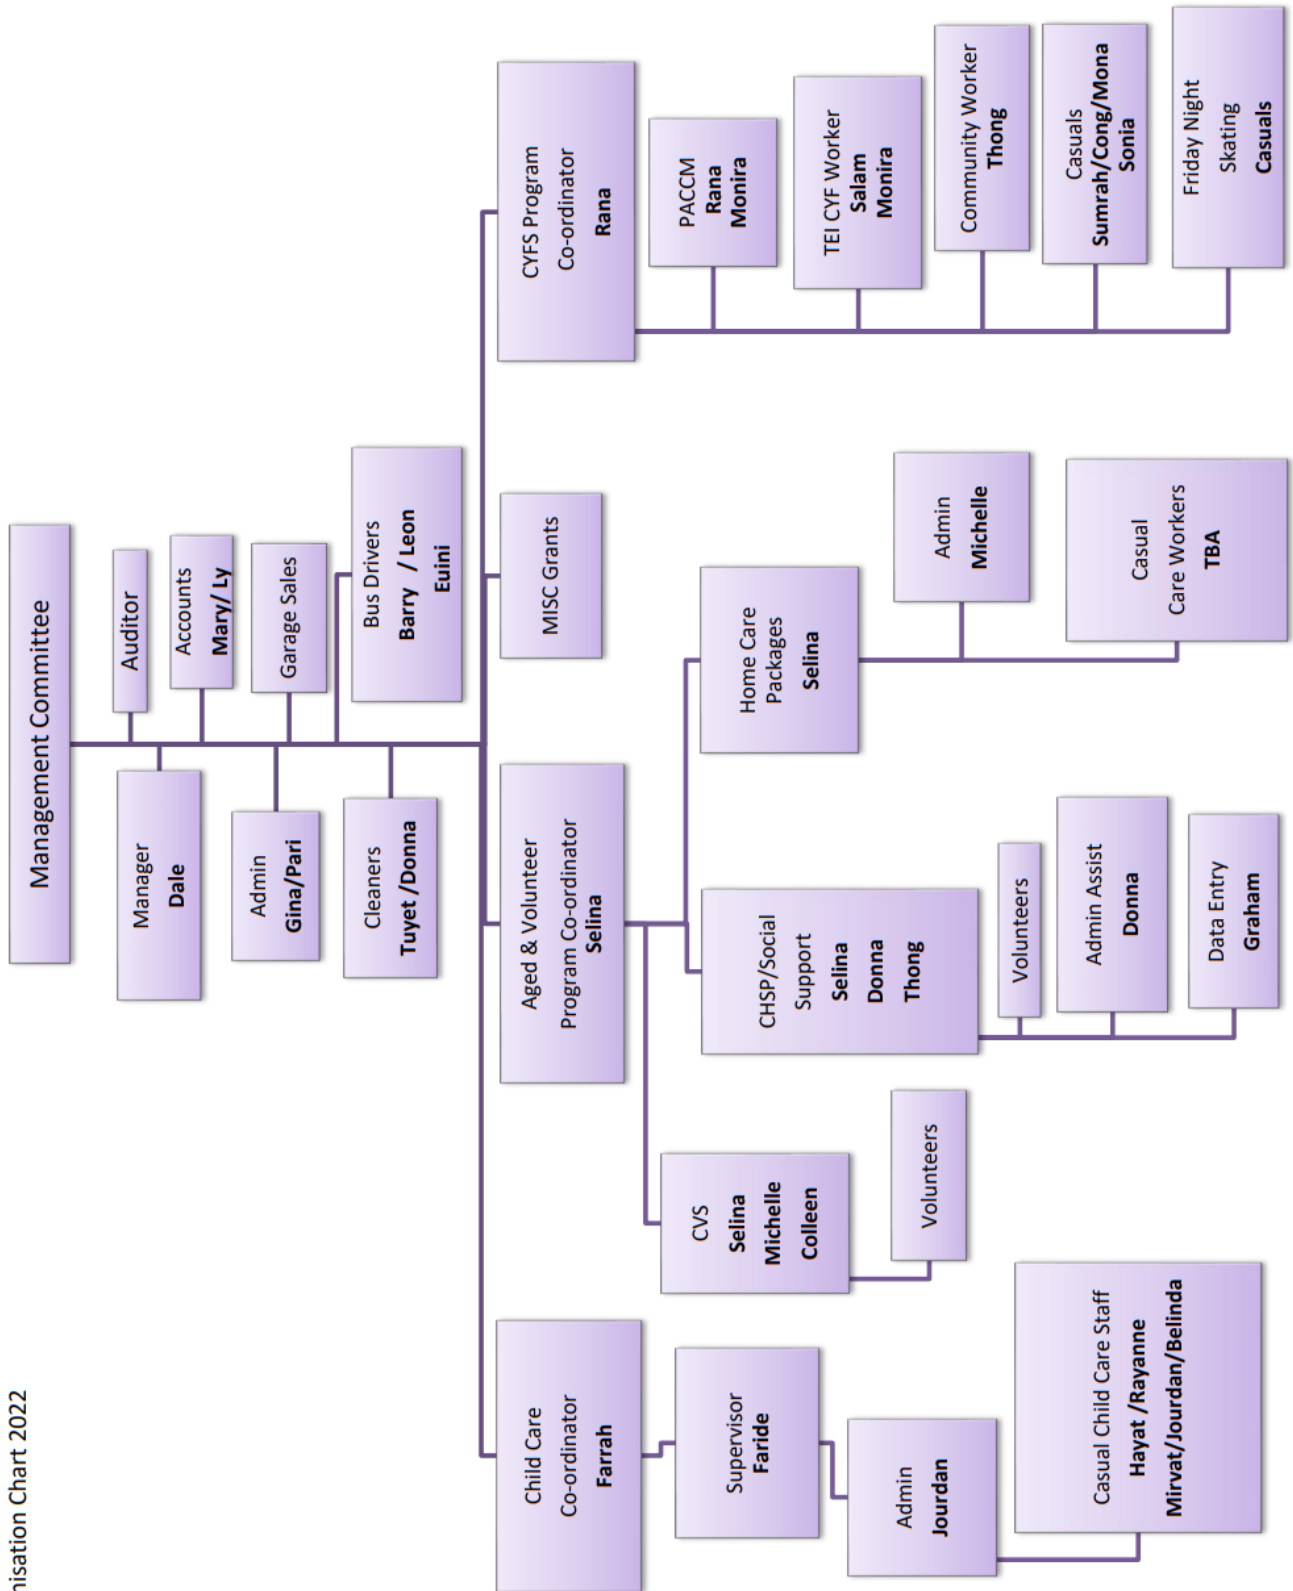 nisation Chart 2022
Management Committee
Auditor
Manager
Dale
Accounts
Mary/ Ly
Admin
Gina/Pari
Garage Sales
Cleaners
Tuyet /Donna
Bus Drivers
Barry / Leon
Euini
Child Care
Co-ordinator
Farrah
Aged & Volunteer
Program Co-ordinator
Selina
MISC Grants
CYFS Program
Co-ordinator
Rana
Supervisor
Faride
Admin
Jourdan
Casual Child Care Staff
Hayat /Rayanne
Mirvat/Jourdan/Belinda
CVS
Selina
Michelle
Colleen
Volunteers
CHSP/Social
Support
Selina
Donna
Thong
Volunteers
Admin Assist
Donna
Data Entry
Graham
Home Care
Packages
Selina
Admin
Michelle
Casual
Care Workers
TBA
PACCM
Rana
Monira
TEI CYF Worker
Salam
Monira
Community Worker
Thong
Casuals
Sumrah/Cong/Mona
Sonia
Friday Night
Skating
Casuals